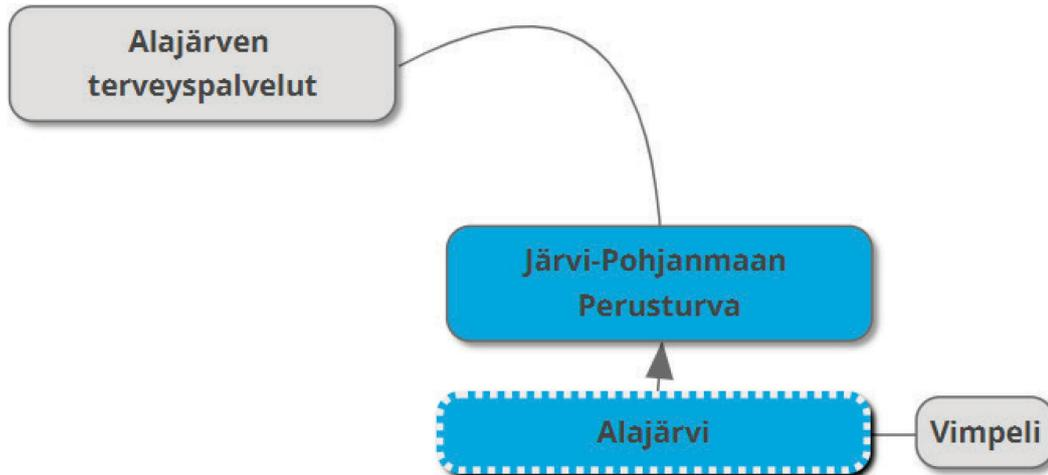 Alajärven
terveyspalvelut
Järvi-Pohjanmaan
Perusturva
Alajärvi
Vimpeli